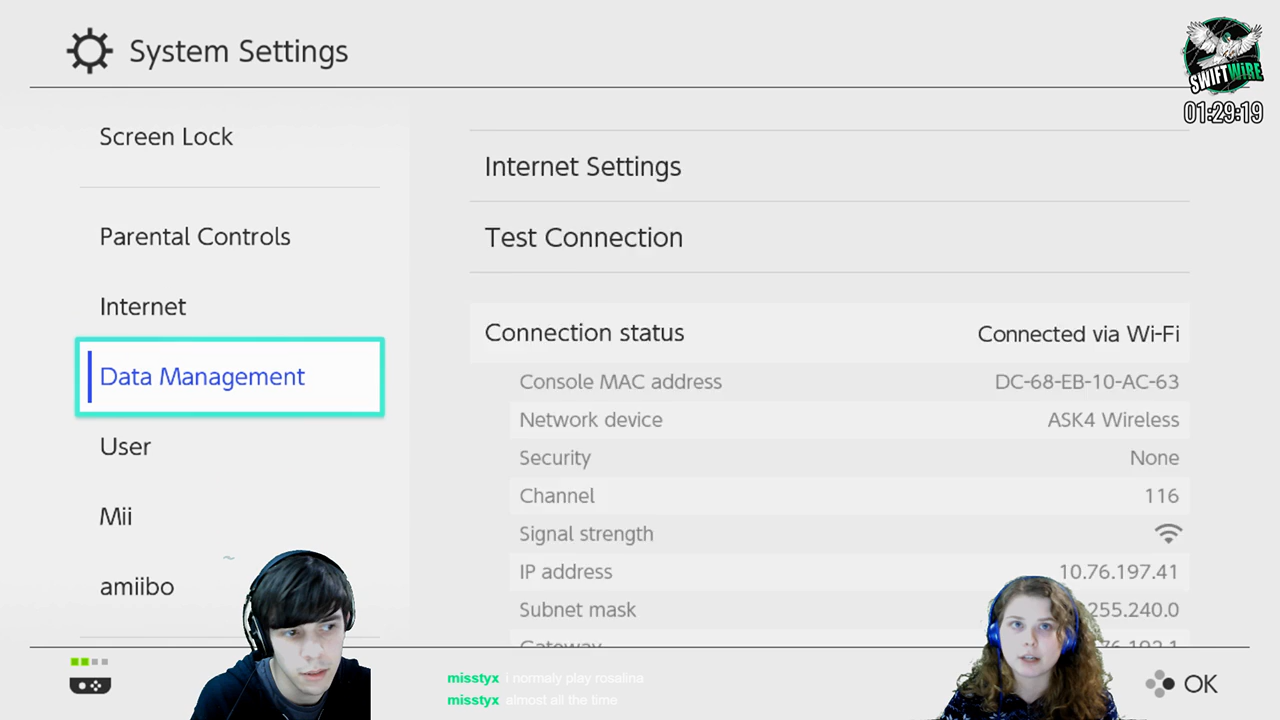 System Settings
SWIFTWIRE
01:29:19
Screen Lock
Parental Controls
Internet
Data Management
User
Mii
amiibo
Internet Settings
Test Connection
Connection status Connected via Wi-Fi
Console MAC address DC-68-EB-10-AC-63
Network device ASK4 Wireless
Security None
Channel 116
Signal strength
IP address 10.76.197.41
Subnet mask 255.240.0
Gateway
misstyx i normaly play rosalina
misstyx almost all the time
OK